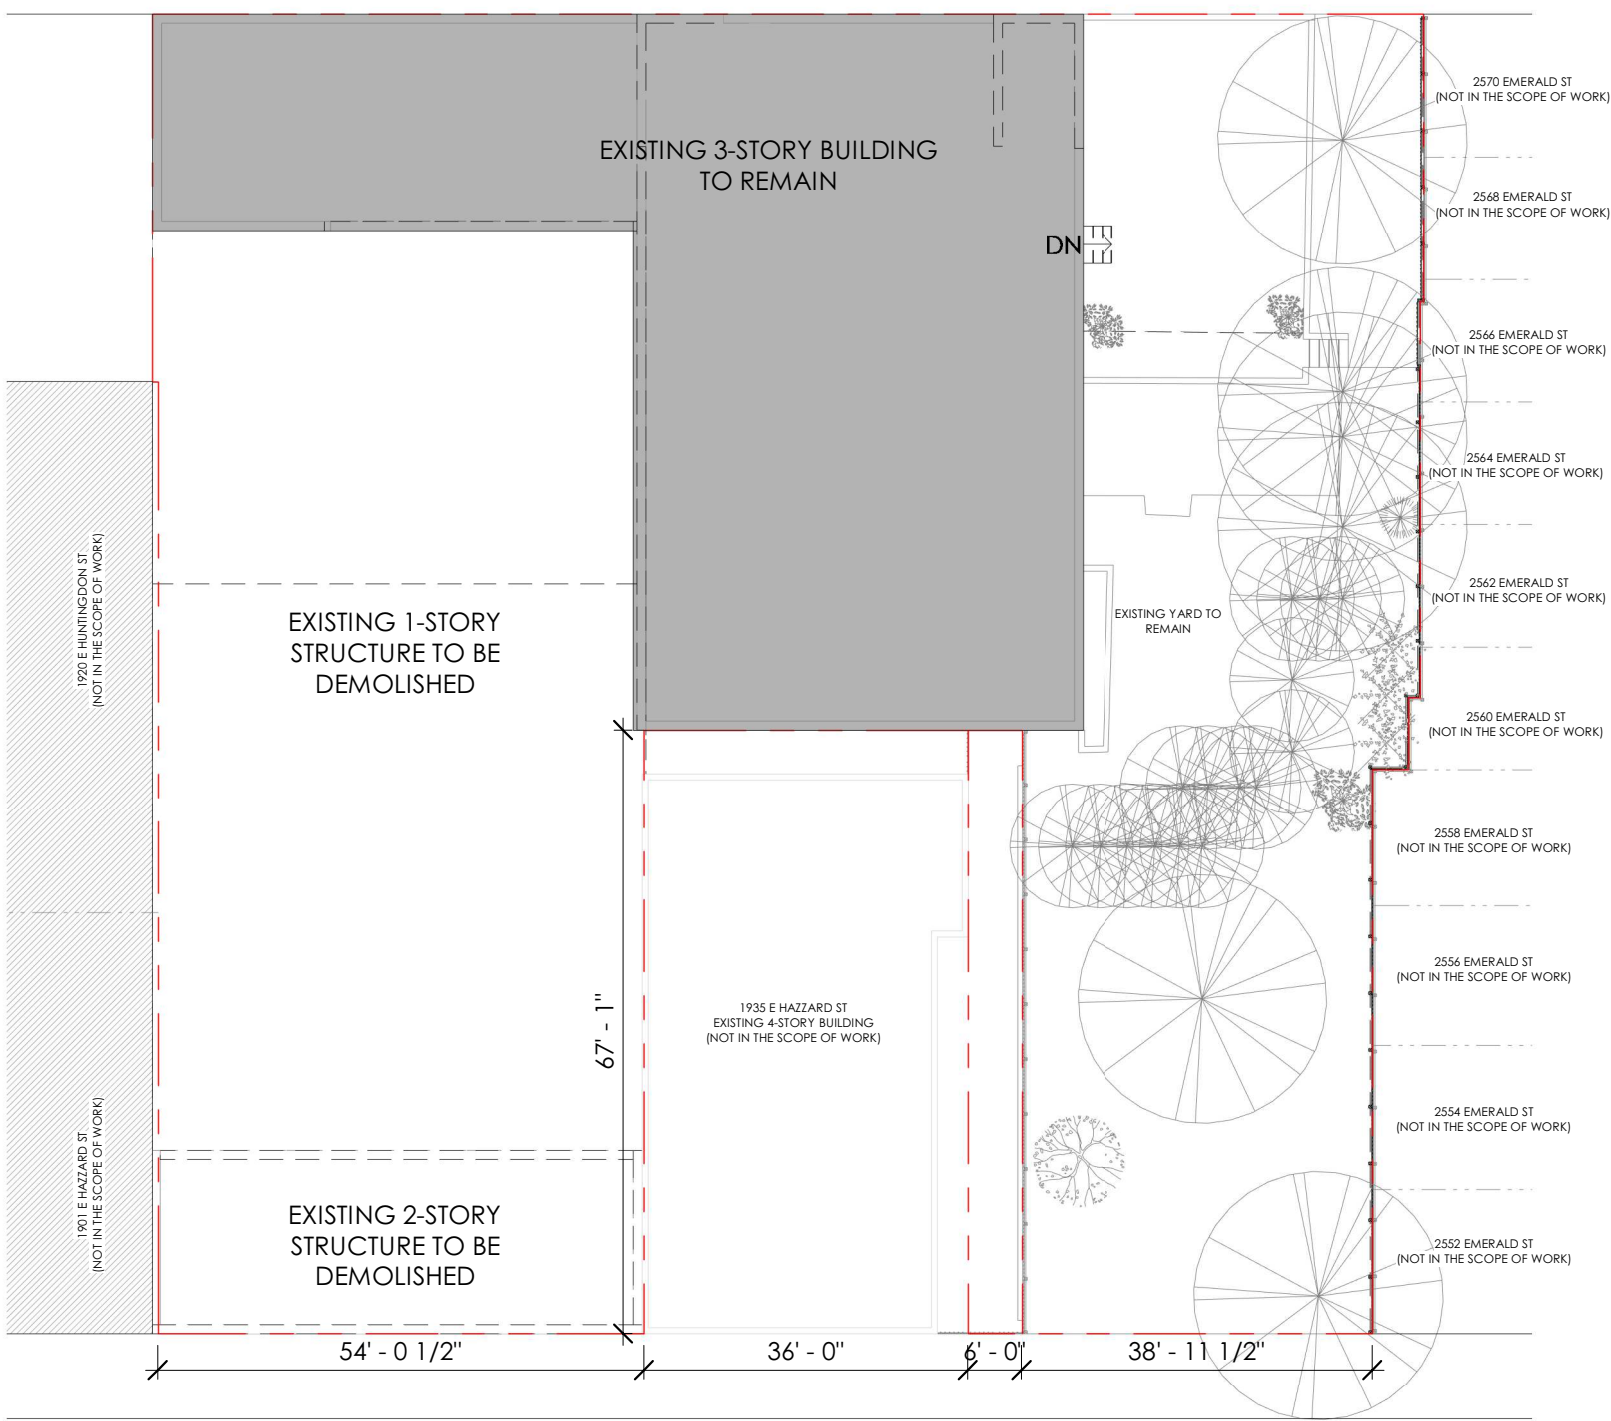 EXISTING 3-STORY BUILDING
TO REMAIN
DN
2570 EMERALD ST
(NOT IN THE SCOPE OF WORK)
2568 EMERALD ST
(NOT IN THE SCOPE OF WORK)
2566 EMERALD ST
(NOT IN THE SCOPE OF WORK)
2564 EMERALD ST
(NOT IN THE SCOPE OF WORK)
2562 EMERALD ST
(NOT IN THE SCOPE OF WORK)
2560 EMERALD ST
(NOT IN THE SCOPE OF WORK)
2558 EMERALD ST
(NOT IN THE SCOPE OF WORK)
2556 EMERALD ST
(NOT IN THE SCOPE OF WORK)
2554 EMERALD ST
(NOT IN THE SCOPE OF WORK)
2552 EMERALD ST
(NOT IN THE SCOPE OF WORK)
1920 E HUNTINGDON ST
(NOT IN THE SCOPE OF WORK)
EXISTING 1-STORY
STRUCTURE TO BE
DEMOLISHED
EXISTING YARD TO
REMAIN
67' - 1"
1935 E HAZZARD ST
EXISTING 4-STORY BUILDING
(NOT IN THE SCOPE OF WORK)
1901 E HAZZARD ST
(NOT IN THE SCOPE OF WORK)
EXISTING 2-STORY
STRUCTURE TO BE
DEMOLISHED
54' - 0 1/2"
36' - 0"
6' - 0"
38' - 11 1/2"